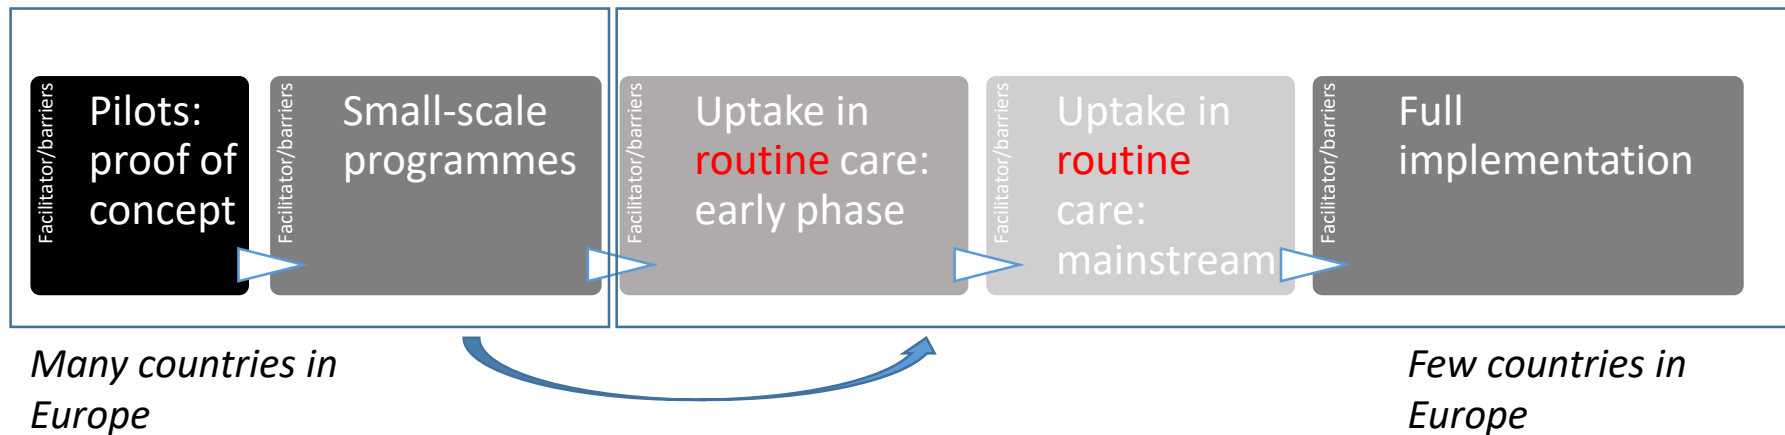 Facilitator/barriers
Pilots:
proof of
concept
Facilitator/barriers
Small-scale
programmes
Facilitator/barriers
Uptake in
routine care:
early phase
Facilitator/barriers
Uptake in
routine
care:
mainstream
Facilitator/barriers
Full
implementation
Many countries in
Europe
Few countries in
Europe